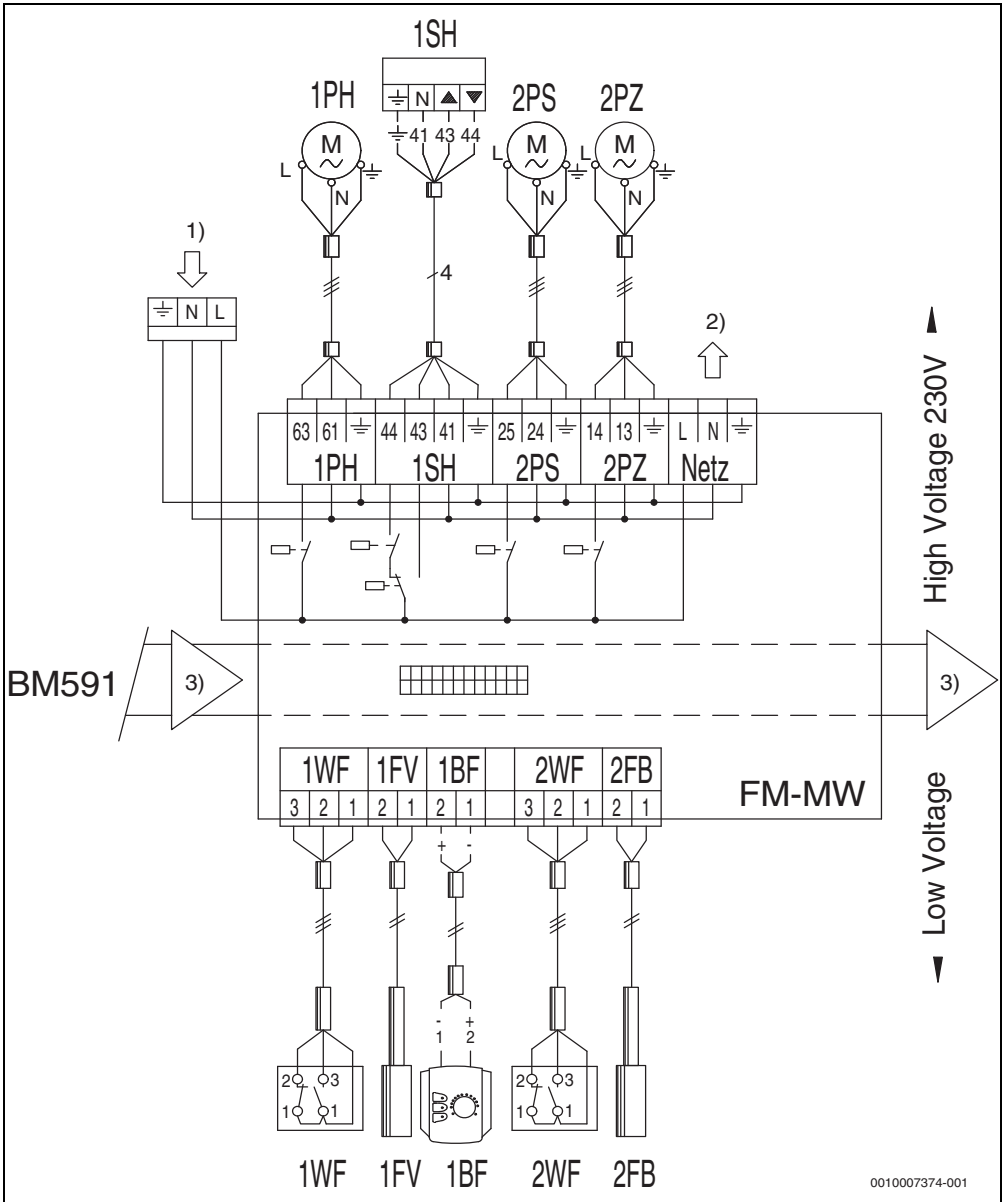 1SH
1PH
2PS
2PZ
N
41 43 44
M
L
N
M
L
N
M
L
N
1)
N L
4
2)
63 61
44 43 41
25 24
14 13
L N
1PH
1SH
2PS
2PZ
Netz
High Voltage 230V
BM591
3)
3)
1WF
1FV
1BF
2WF
2FB
3 2 1
2 1
2 1
3 2 1
2 1
FM-MW
Low Voltage
+ -
- +
1 2
2 3
1 1
2 3
1 1
1WF
1FV
1BF
2WF
2FB
0010007374-001